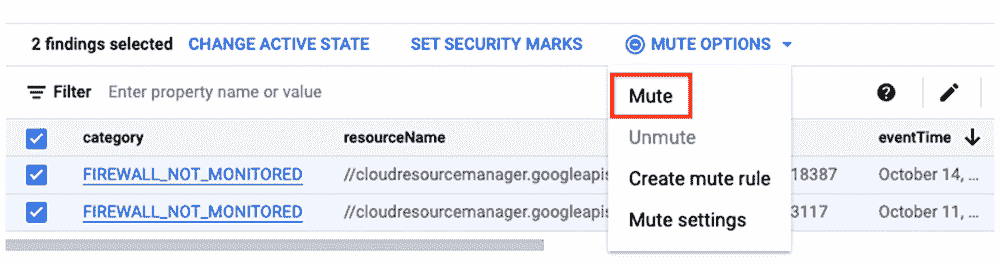 2 findings selected CHANGE ACTIVE STATE SET SECURITY MARKS MUTE OPTIONS
Filter Enter property name or value
Mute
category resourceName eventTime
Unmute
FIREWALL_NOT_MONITORED //cloudresourcemanager.googleapis 18387 October 14, ...
Create mute rule
FIREWALL_NOT_MONITORED //cloudresourcemanager.googleapis 3117 October 11, ...
Mute settings